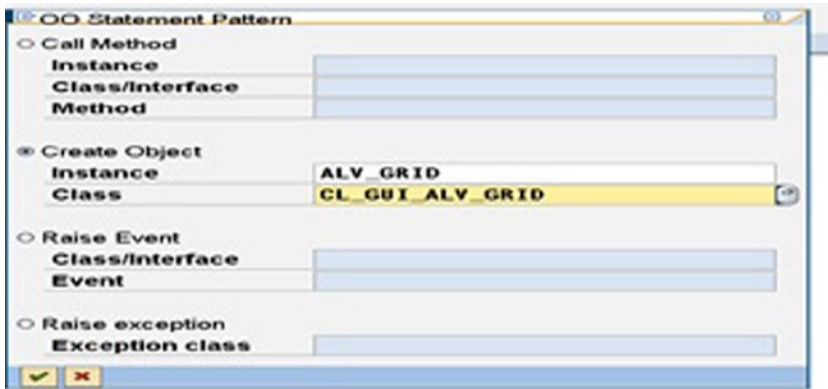 OO Statement Pattern
Call Method
Instance
Class/Interface
Method
Create Object
Instance ALV_GRID
Class CL_GUI_ALV_GRID
Raise Event
Class/Interface
Event
Raise exception
Exception class